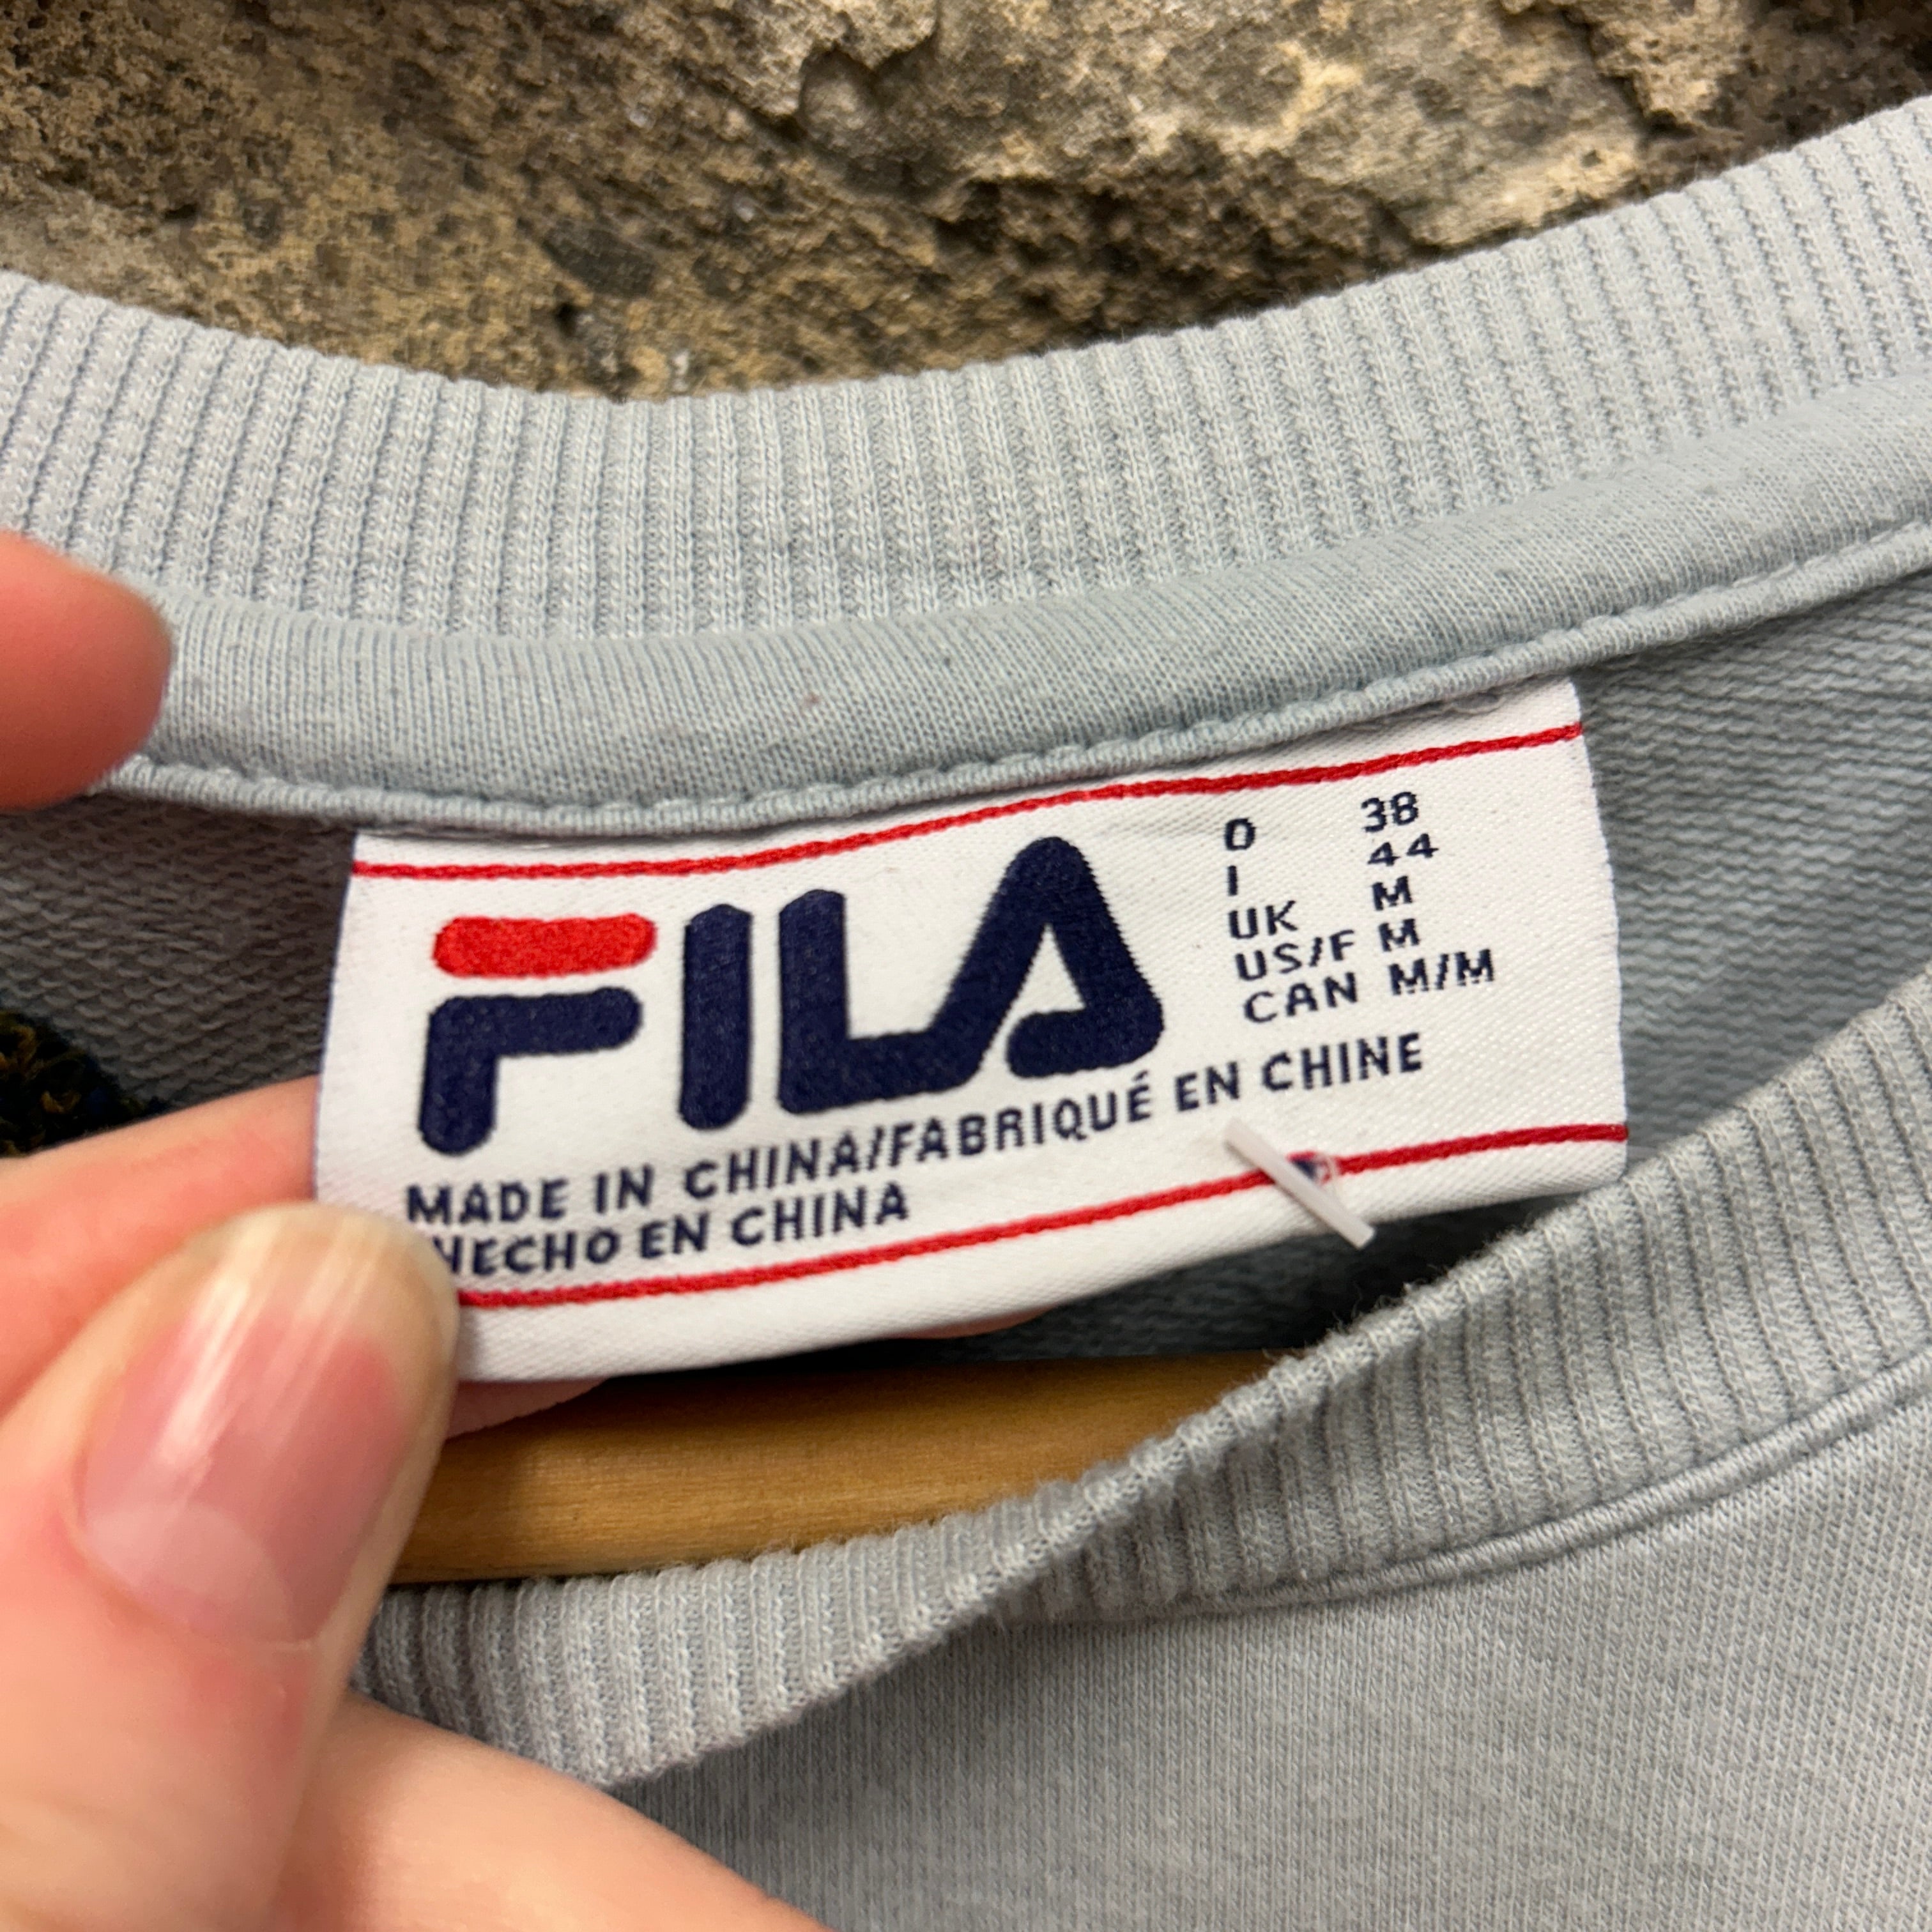 FILA
D 38
I 44
UK M
US/F M
CAN M/M
MADE IN CHINA/FABRIQUÉ EN CHINE
HECHO EN CHINA